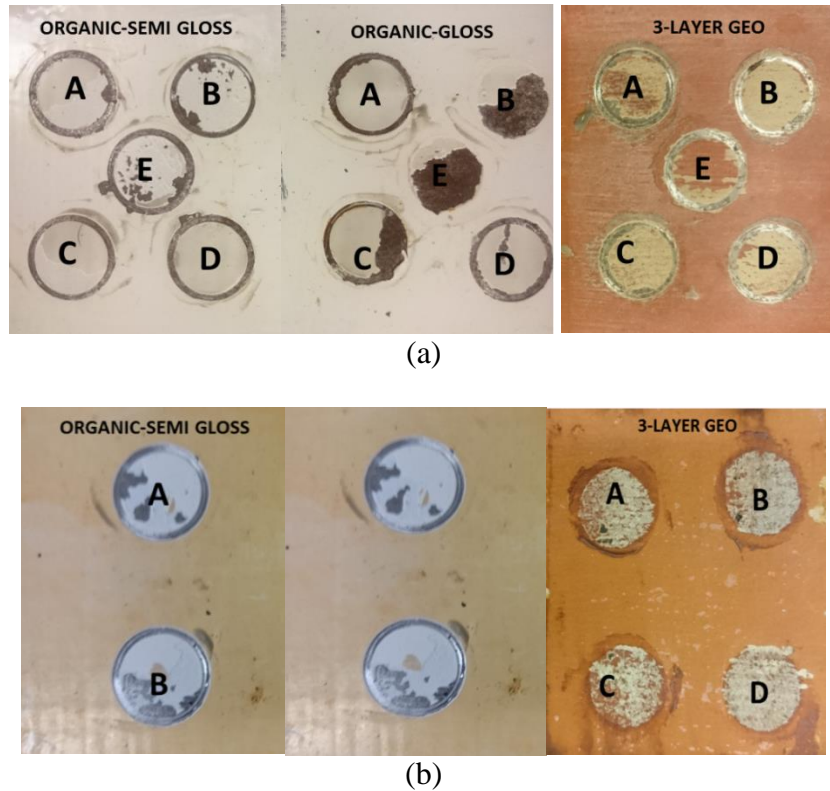 ORGANIC-SEMI GLOSS
ORGANIC-GLOSS
3-LAYER GEO
A
B
E
C
D
A
B
E
C
D
A
B
E
C
D
(a)
ORGANIC-SEMI GLOSS
3-LAYER GEO
A
B
A
B
C
D
(b)